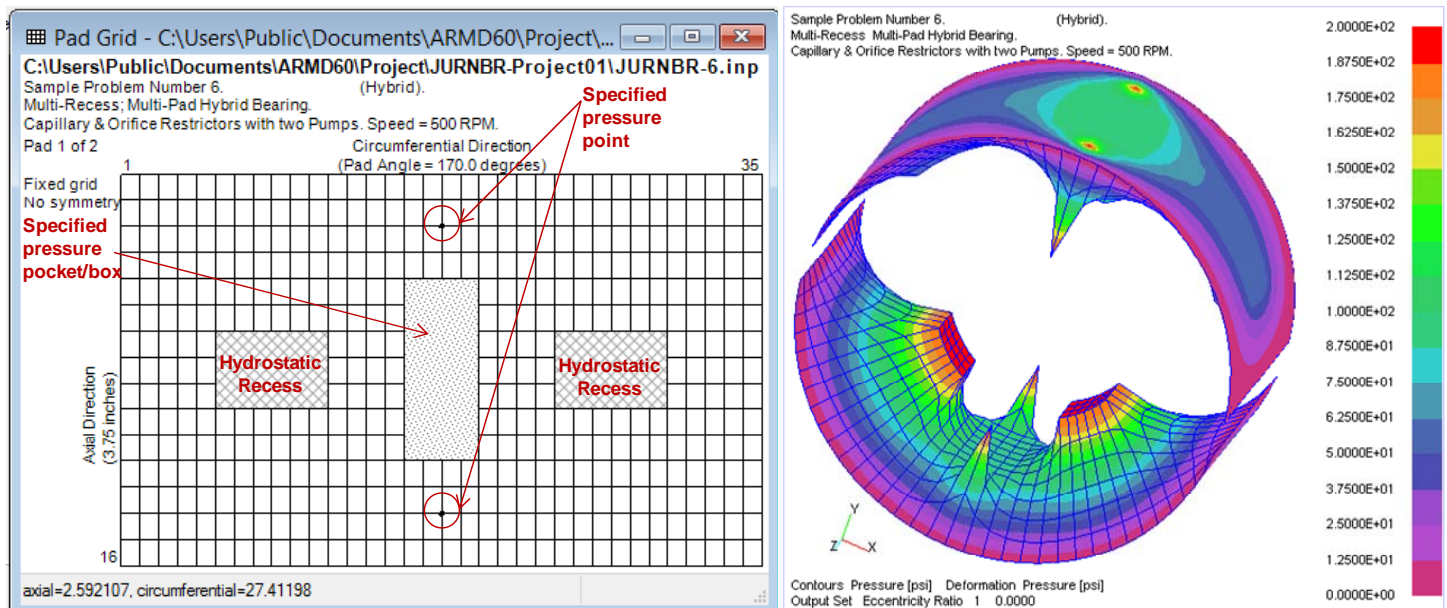 Pad Grid - C:\Users\Public\Documents\ARMD60\Project\...
C:\Users\Public\Documents\ARMD60\Project\JURNBR-Project01\JURNBR-6.inp
Sample Problem Number 6. (Hybrid).
Multi-Recess; Multi-Pad Hybrid Bearing.
Capillary & Orifice Restrictors with two Pumps. Speed = 500 RPM.
Pad 1 of 2
Circumferential Direction
1 (Pad Angle = 170.0 degrees) 35
Specified
pressure
point
Fixed grid
No symmetry
Specified
pressure
pocket/box
Hydrostatic
Recess
Hydrostatic
Recess
Axial Direction
(3.75 inches)
16
axial=2.592107, circumferential=27.41198
Sample Problem Number 6. (Hybrid).
Multi-Recess Multi-Pad Hybrid Bearing.
Capillary & Orifice Restrictors with two Pumps. Speed = 500 RPM.
2.0000E+02
1.8750E+02
1.7500E+02
1.6250E+02
1.5000E+02
1.3750E+02
1.2500E+02
1.1250E+02
1.0000E+02
8.7500E+01
7.5000E+01
6.2500E+01
5.0000E+01
3.7500E+01
2.5000E+01
1.2500E+01
0.0000E+00
Y
Z X
Contours Pressure [psi] Deformation Pressure [psi]
Output Set Eccentricity Ratio 1 0.0000